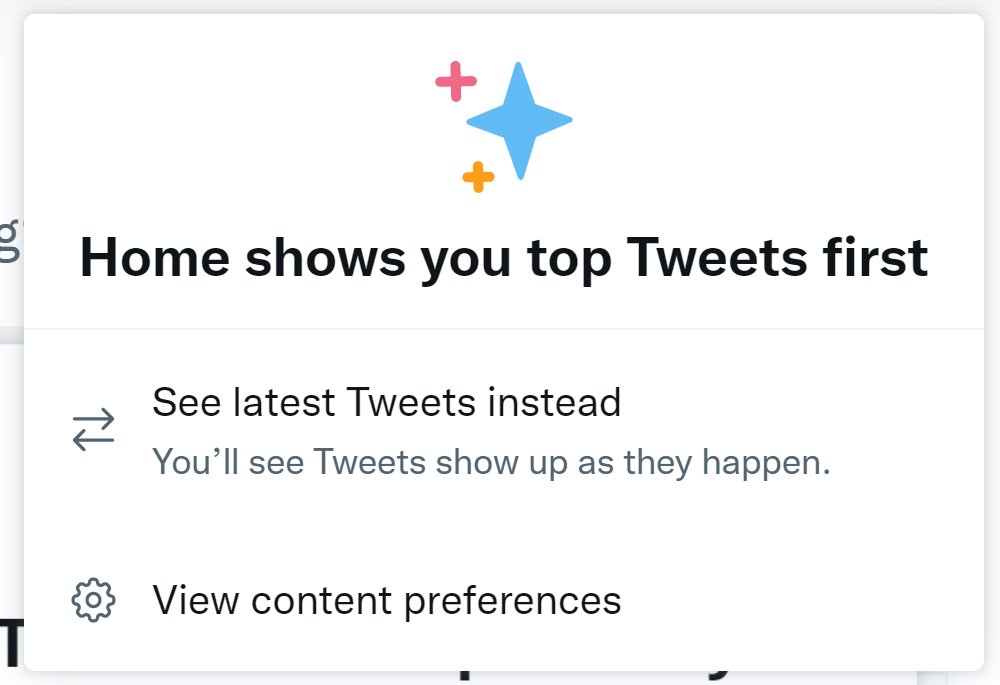 Home shows you top Tweets first
See latest Tweets instead
You’ll see Tweets show up as they happen.
View content preferences